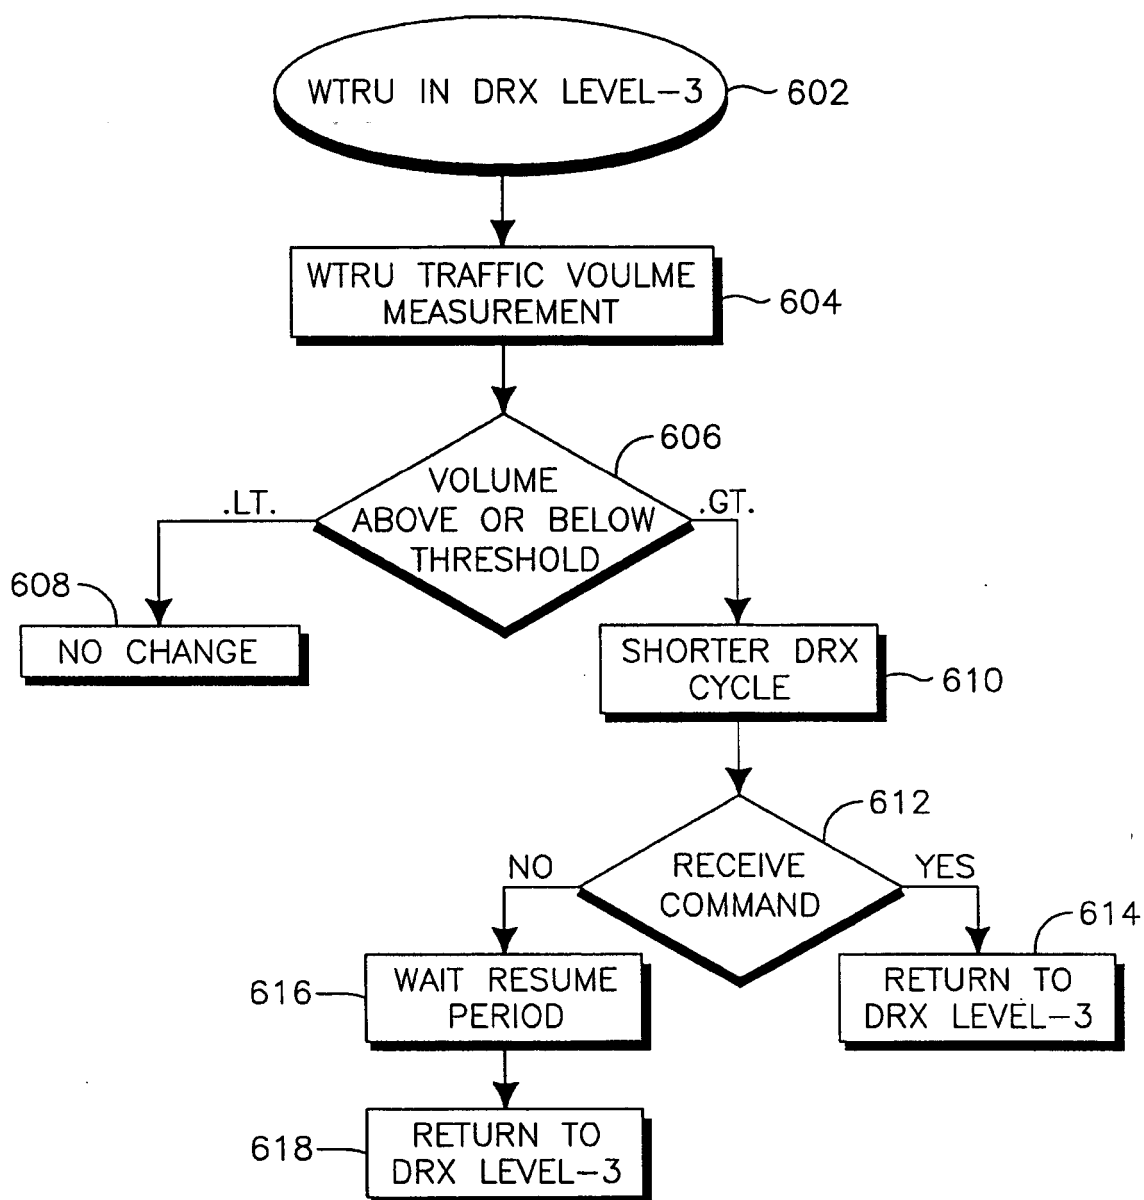 WTRU IN DRX LEVEL-3
602
WTRU TRAFFIC VOULME
MEASUREMENT
604
606
VOLUME
ABOVE OR BELOW
THRESHOLD
.LT.
.GT.
608
NO CHANGE
SHORTER DRX
CYCLE
610
612
RECEIVE
COMMAND
NO
YES
614
616
WAIT RESUME
PERIOD
RETURN TO
DRX LEVEL-3
618
RETURN TO
DRX LEVEL-3